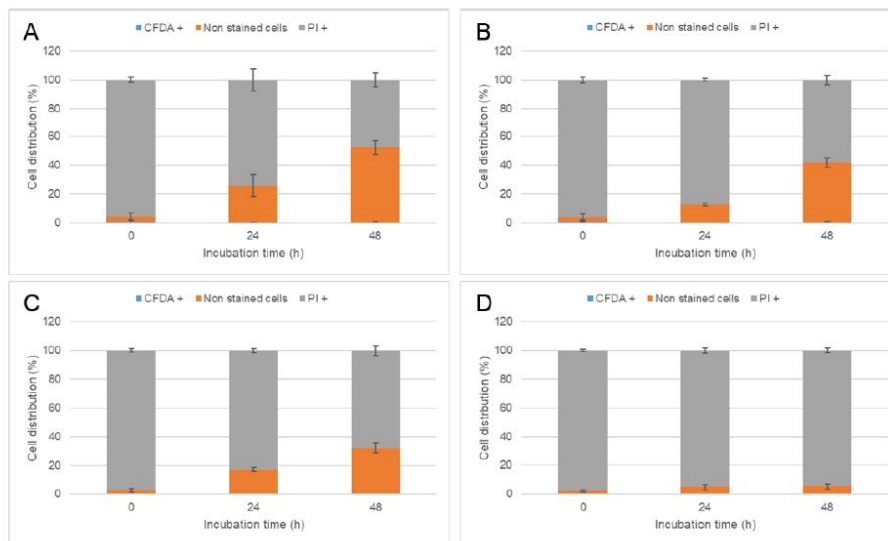 A
CFDA + Non stained cells PI +
120
100
80
60
40
20
0
Cell distribution (%)
0 24 48
Incubation time (h)
B
CFDA + Non stained cells PI +
120
100
80
60
40
20
0
Cell distribution (%)
0 24 48
Incubation time (h)
C
CFDA + Non stained cells PI +
120
100
80
60
40
20
0
Cell distribution (%)
0 24 48
Incubation time (h)
D
CFDA + Non stained cells PI +
120
100
80
60
40
20
0
Cell distrbution (%)
0 24 48
Incubation time (h)